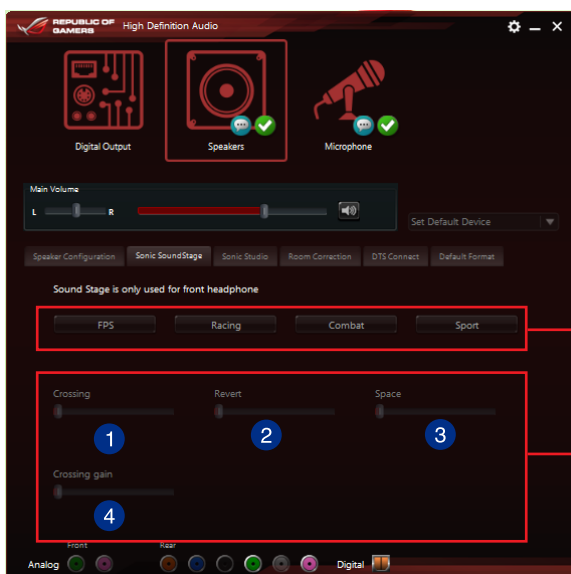 REPUBLIC OF
GAMERS
High Definition Audio
Digital Output
Speakers
Microphone
Main Volume
L R
Set Default Device
Speaker Configuration Sonic SoundStage Sonic Studio Room Correction DTS Connect Default Format
Sound Stage is only used for front headphone
FPS Racing Combat Sport
Crossing Revert Space
1 2 3
Crossing gain
4
Front Rear
Analog Digital